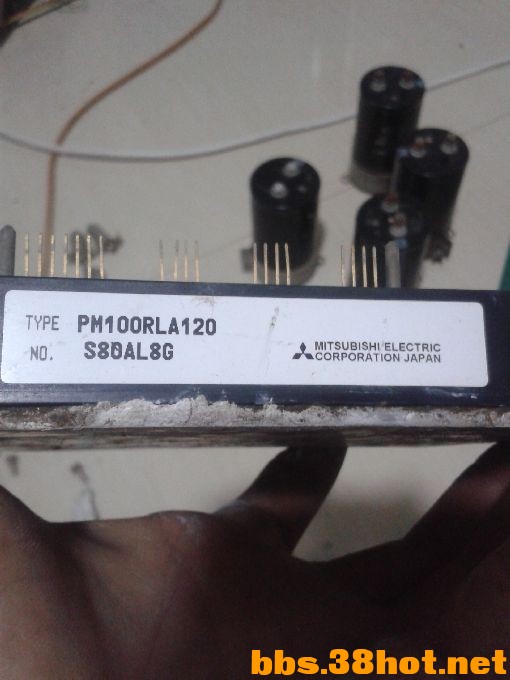 TYPE PM100RLA120
NO. S8DAL8G
MITSUBISHI ELECTRIC
CORPORATION JAPAN
bbs.38hot.net